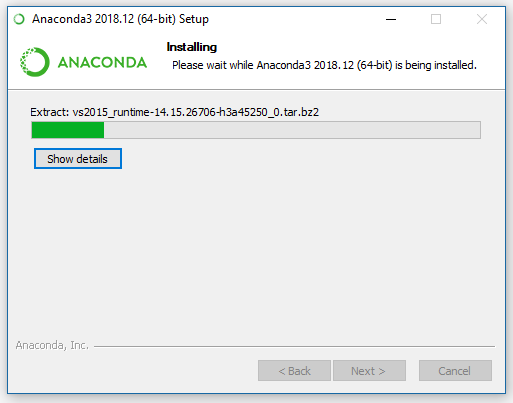 Anaconda3 2018.12 (64-bit) Setup
ANACONDA
Installing
Please wait while Anaconda3 2018.12 (64-bit) is being installed.
Extract: vs2015_runtime-14.15.26706-h3a45250_0.tar.bz2
Show details
Anaconda, Inc.
< Back
Next >
Cancel